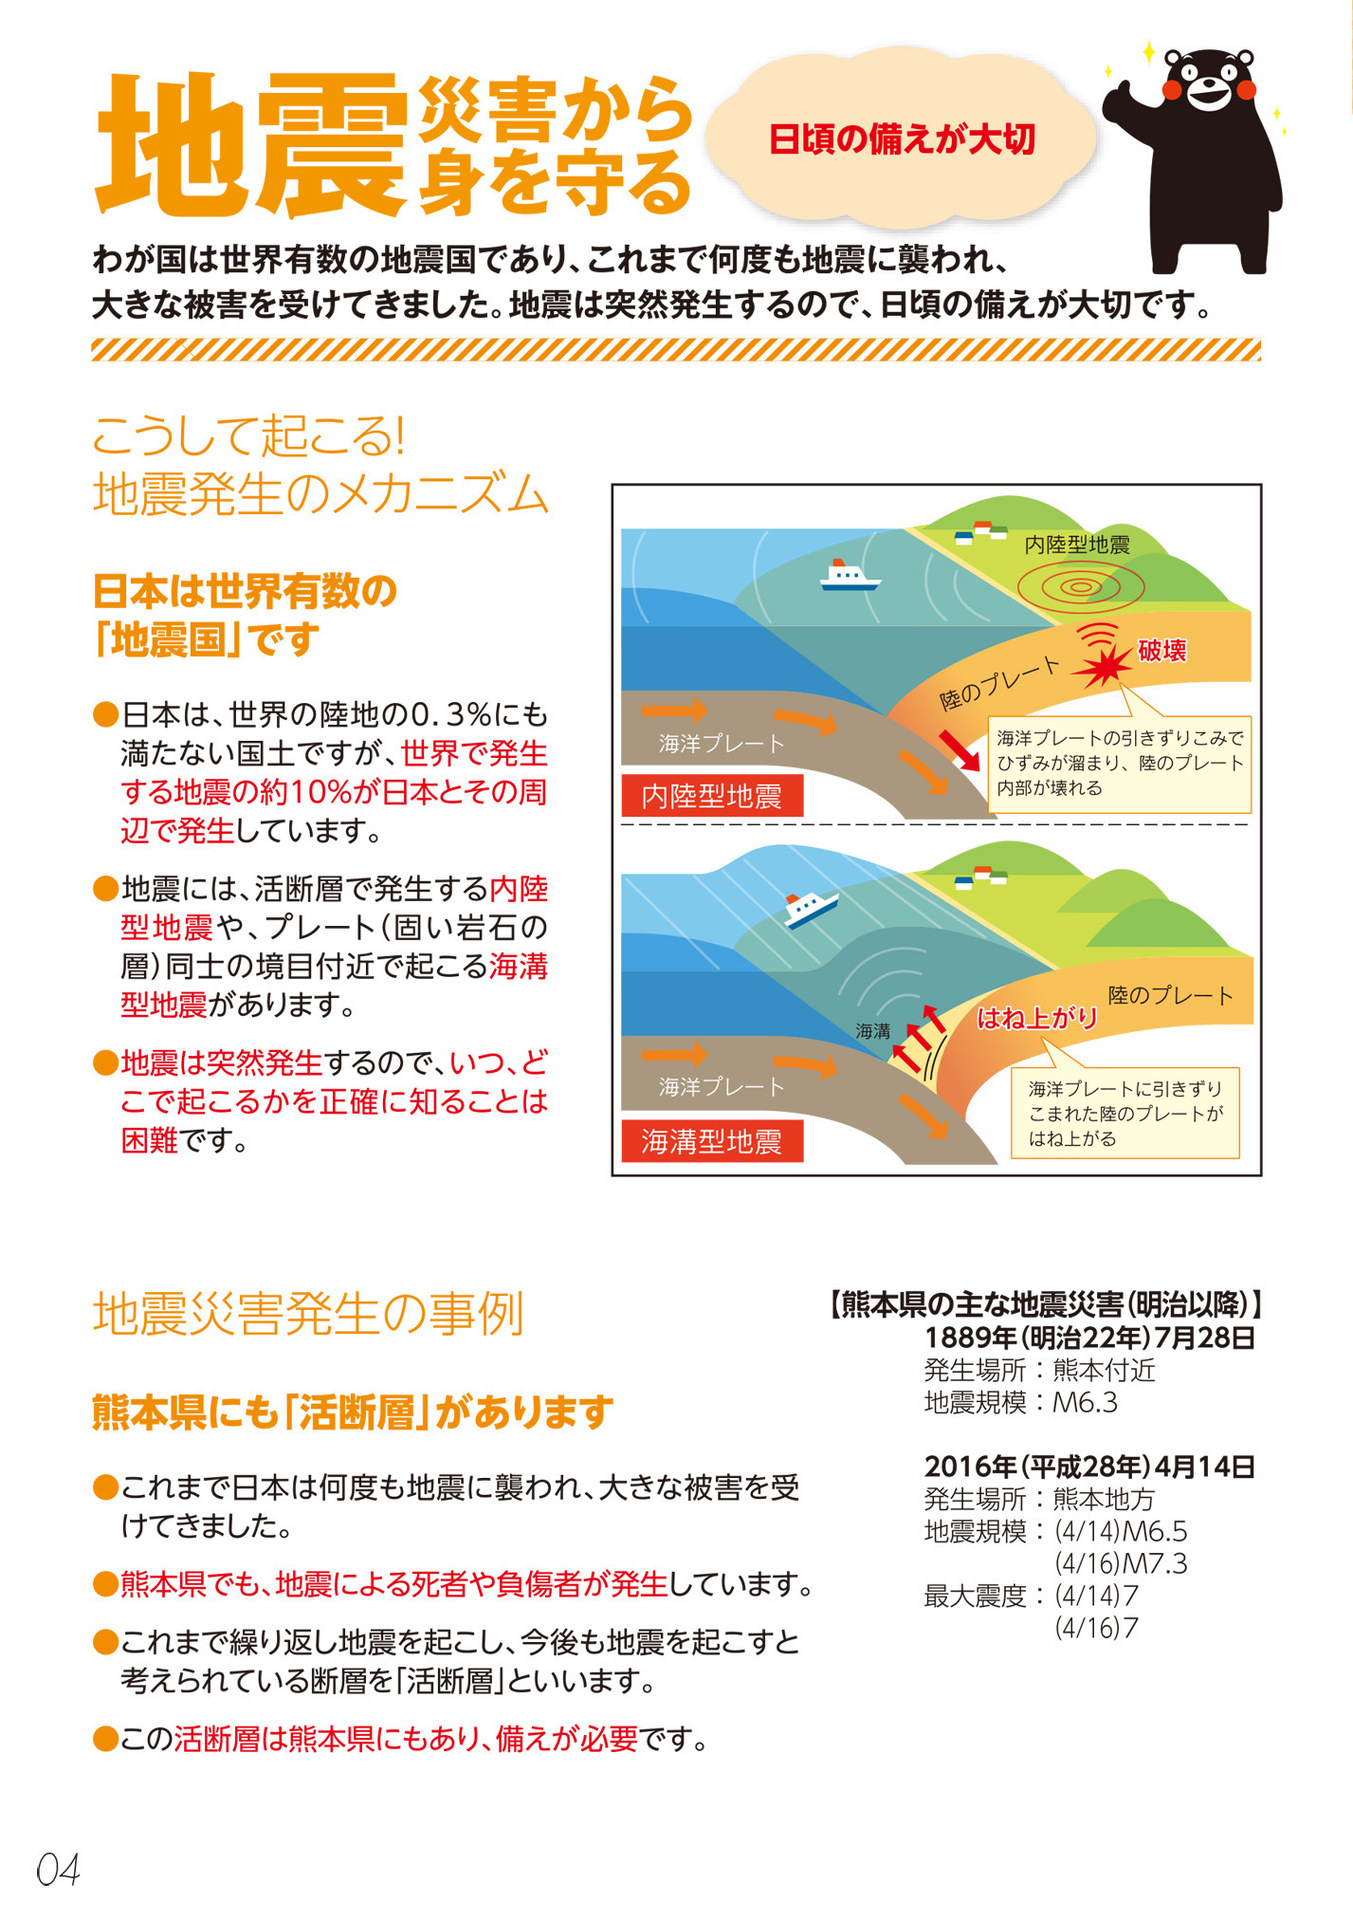 地震災害から
身を守る
日頃の備えが大切
わが国は世界有数の地震国であり、これまで何度も地震に襲われ、
大きな被害を受けてきました。地震は突然発生するので、日頃の備えが大切です。
こうして起こる!
地震発生のメカニズム
日本は世界有数の
「地震国」です
●日本は、世界の陸地の0.3%にも
満たない国土ですが、世界で発生
する地震の約10%が日本とその周
辺で発生しています。
●地震には、活断層で発生する内陸
型地震や、プレート(固い岩石の
層)同士の境目付近で起こる海溝
型地震があります。
●地震は突然発生するので、いつ、ど
こで起こるかを正確に知ることは
困難です。
内陸型地震
破壊
陸のプレート
海洋プレート
海洋プレートの引きずりこみで
ひずみが溜まり、陸のプレート
内部が壊れる
内陸型地震
陸のプレート
はね上がり
海溝
海洋プレート
海洋プレートに引きずり
こまれた陸のプレートが
はね上がる
海溝型地震
地震災害発生の事例
熊本県にも「活断層」があります
●これまで日本は何度も地震に襲われ、大きな被害を受
けてきました。
●熊本県でも、地震による死者や負傷者が発生しています。
●これまで繰り返し地震を起こし、今後も地震を起こすと
考えられている断層を「活断層」といいます。
●この活断層は熊本県にもあり、備えが必要です。
【熊本県の主な地震災害(明治以降)】
1889年(明治22年)7月28日
発生場所：熊本付近
地震規模：M6.3
2016年(平成28年)4月14日
発生場所：熊本地方
地震規模：(4/14)M6.5
(4/16)M7.3
最大震度：(4/14)7
(4/16)7
04